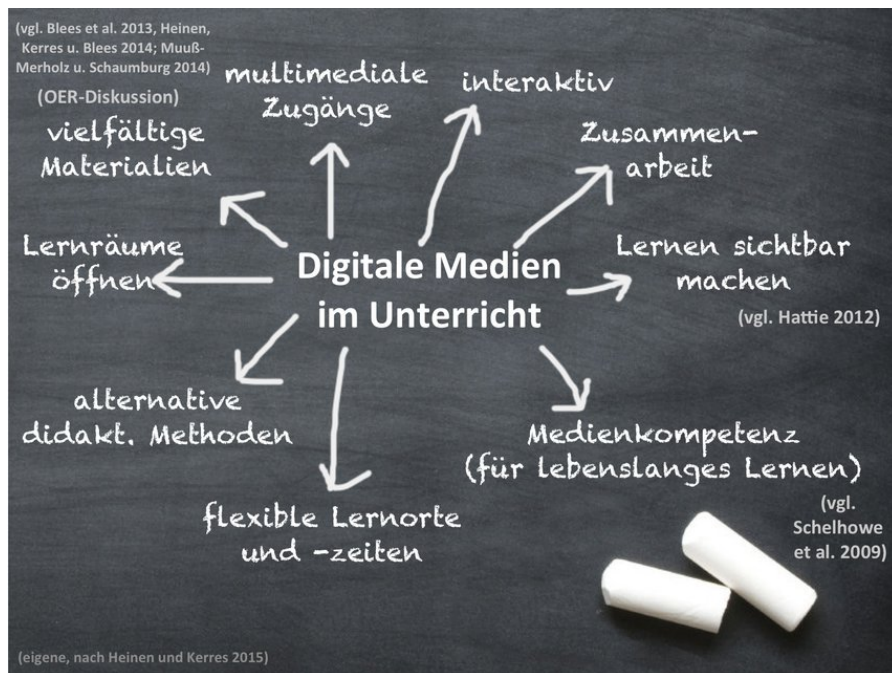 (vgl. Blees et al. 2013, Heinen,
Kerres u. Blees 2014; Muuß-
Merholz u. Schaumburg 2014)
(OER-Diskussion)
vielfältige
Materialien
multimediale
Zugänge
interaktiv
Zusammen-
arbeit
Lernräume
öffnen
Digitale Medien
im Unterricht
Lernen sichtbar
machen
(vgl. Hattie 2012)
alternative
didakt. Methoden
Medienkompetenz
(für lebenslanges Lernen)
(vgl.
Schelhowe
et al. 2009)
flexible Lernorte
und -zeiten
(eigene, nach Heinen und Kerres 2015)